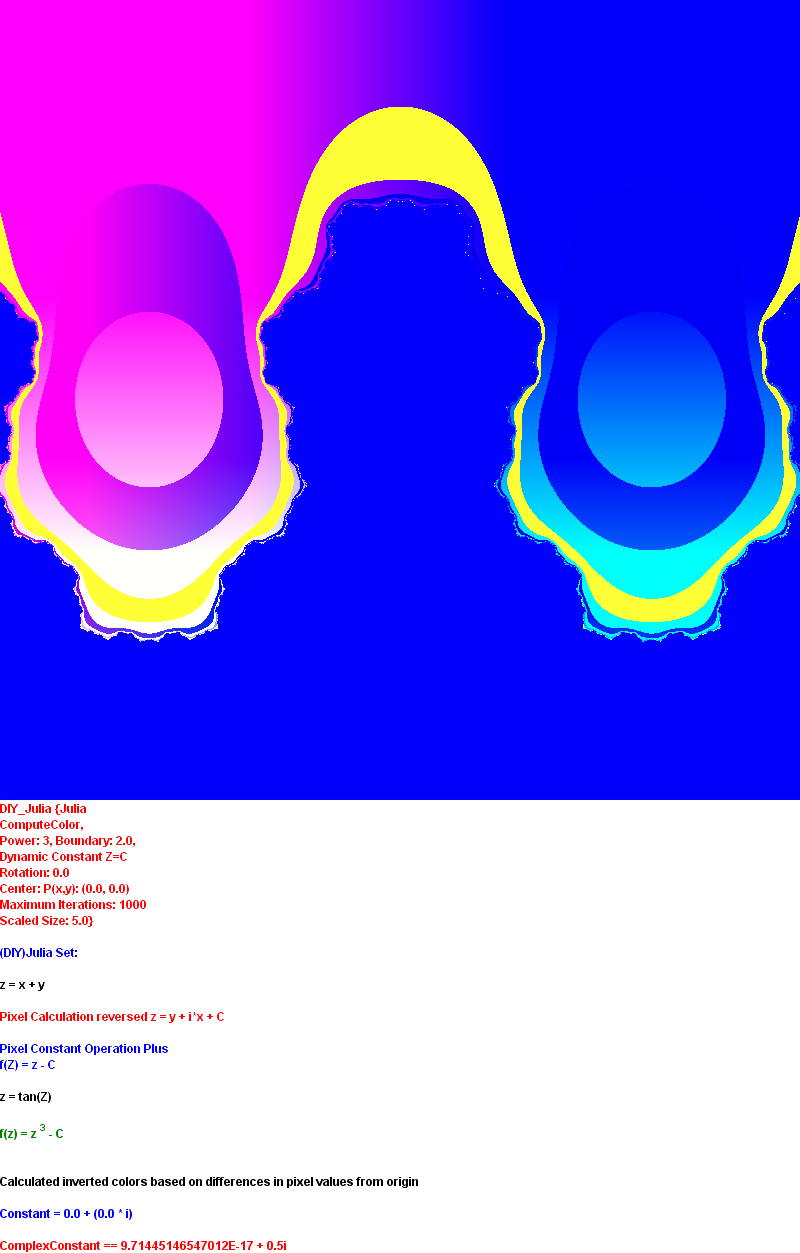 DIY_Julia {Julia
ComputeColor,
Power: 3, Boundary: 2.0,
Dynamic Constant Z=C
Rotation: 0.0
Center: P(x,y): (0.0, 0.0)
Maximum Iterations: 1000
Scaled Size: 5.0}
(DIY)Julia Set:
z = x + y
Pixel Calculation reversed z = y + i*x + C
Pixel Constant Operation Plus
f(Z) = z - C
z = tan(Z)
f(z) = z ³ - C
Calculated inverted colors based on differences in pixel values from origin
Constant = 0.0 + (0.0 * i)
ComplexConstant == 9.71445146547012E-17 + 0.5i